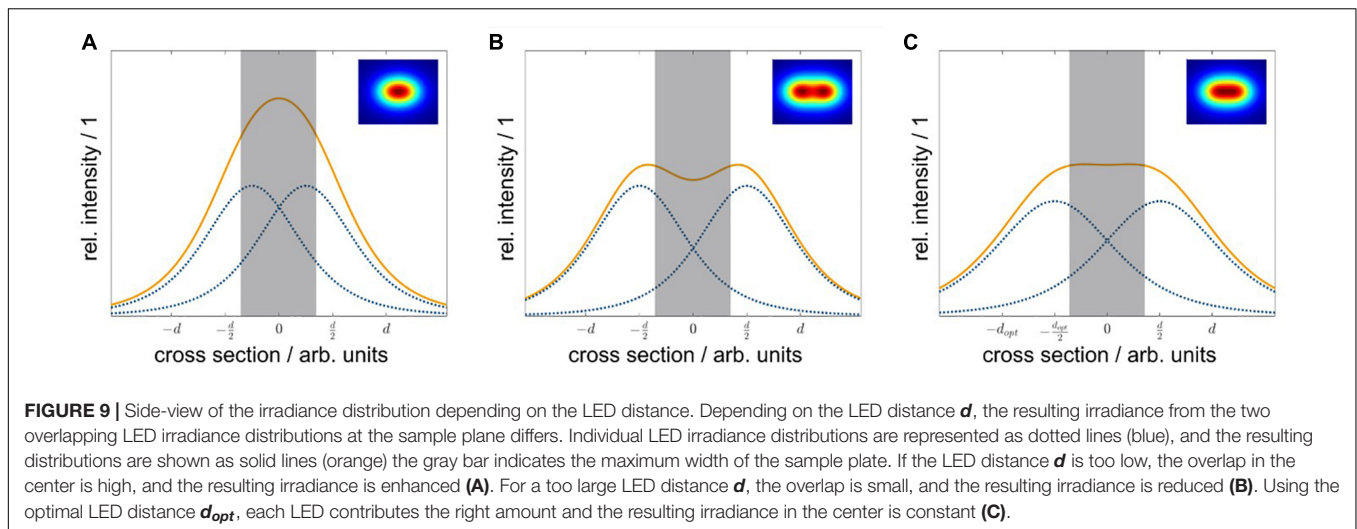 A
B
C
rel. intensity / 1
rel. intensity / 1
rel. intensity / 1
−d −d/2 0 d/2 d
−d −d/2 0 d/2 d
−d_opt −d_opt/2 0 d/2 d
cross section / arb. units
cross section / arb. units
cross section / arb. units
FIGURE 9 | Side-view of the irradiance distribution depending on the LED distance. Depending on the LED distance d, the resulting irradiance from the two
overlapping LED irradiance distributions at the sample plane differs. Individual LED irradiance distributions are represented as dotted lines (blue), and the resulting
distributions are shown as solid lines (orange) the gray bar indicates the maximum width of the sample plate. If the LED distance d is too low, the overlap in the
center is high, and the resulting irradiance is enhanced (A). For a too large LED distance d, the overlap is small, and the resulting irradiance is reduced (B). Using the
optimal LED distance d_opt, each LED contributes the right amount and the resulting irradiance in the center is constant (C).